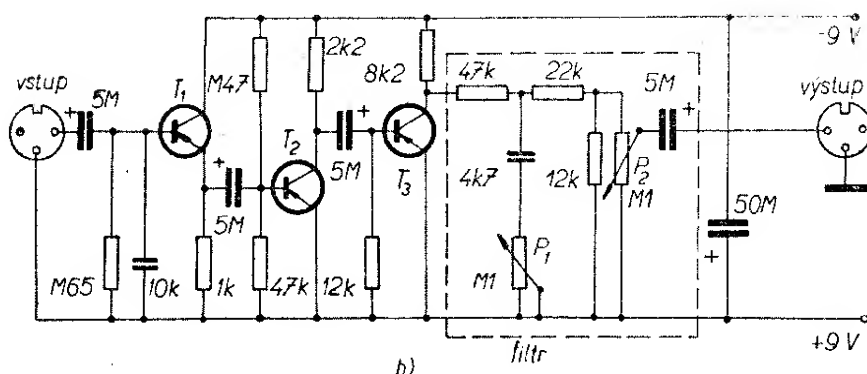 -9 V
vstup
5M
T1
M47
2k2
8k2
47k
22k
5M
výstup
T2
5M
T3
5M
4k7
12k
P2
M1
50M
P1
M1
M65
10k
1k
47k
12k
+9 V
filtr
b)